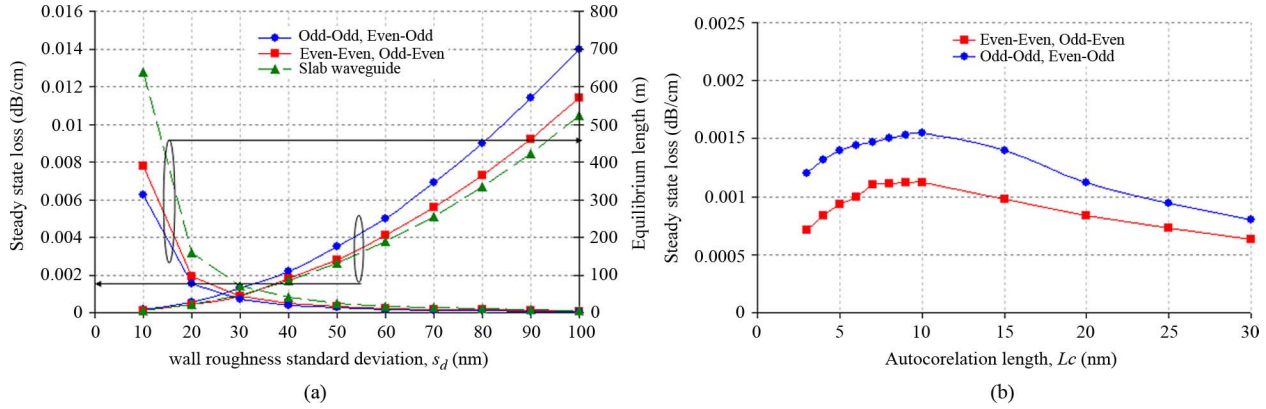 0.016
0.014
0.012
0.01
0.008
0.006
0.004
0.002
0
Steady state loss (dB/cm)
Odd-Odd, Even-Odd
Even-Even, Odd-Even
Slab waveguide
800
700
600
500
400
300
200
100
0
Equilibrium length (m)
0 10 20 30 40 50 60 70 80 90 100
wall roughness standard deviation, sd (nm)
(a)
0.0025
0.002
0.0015
0.001
0.0005
0
Steady state loss (dB/cm)
Even-Even, Odd-Even
Odd-Odd, Even-Odd
0 5 10 15 20 25 30
Autocorelation length, Lc (nm)
(b)